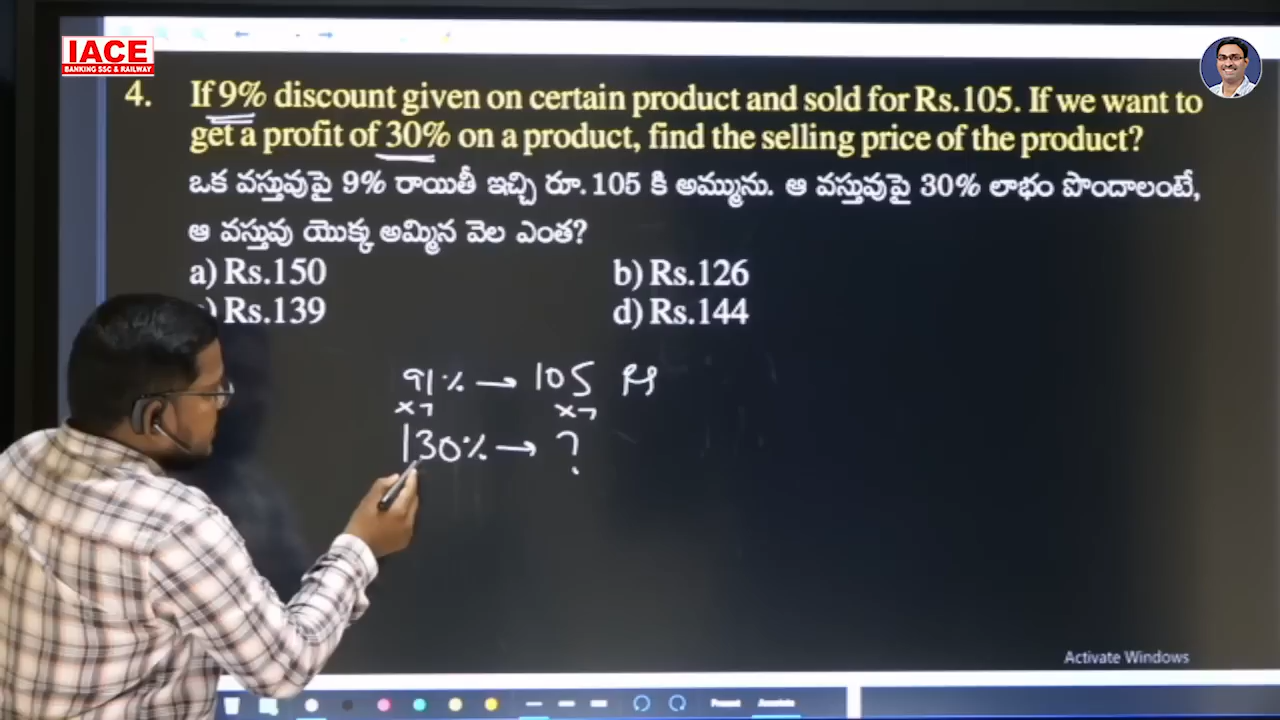 IACE
BANKING SSC & RAILWAY
4. If 9% discount given on certain product and sold for Rs.105. If we want to
get a profit of 30% on a product, find the selling price of the product?
ఒక వస్తువుపై 9% రాయితీ ఇచ్చి రూ.105 కి అమ్మును. ఆ వస్తువుపై 30% లాభం పొందాలంటే,
ఆ వస్తువు యొక్క అమ్మిన వెల ఎంత?
a) Rs.150 b) Rs.126
) Rs.139 d) Rs.144
91% → 105
×7 ×7
130% → ?
Activate Windows
Present Annotate